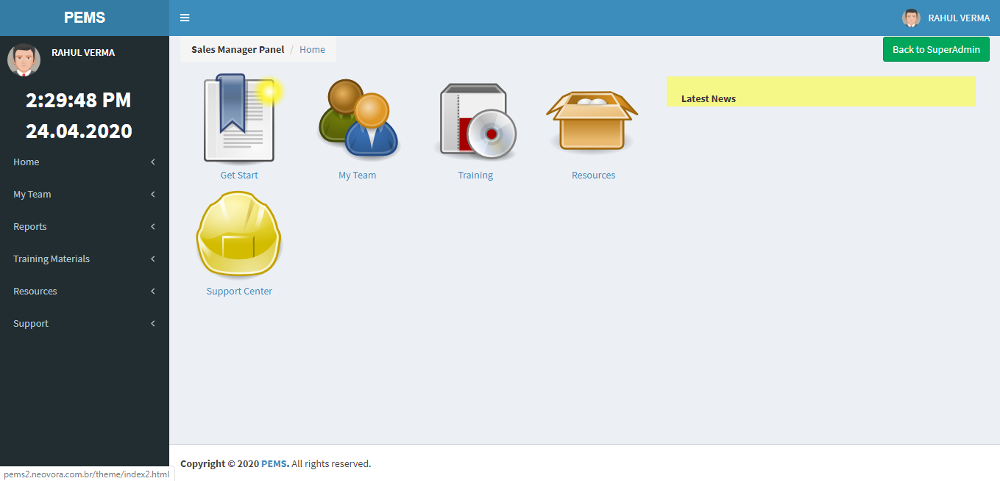 PEMS
RAHUL VERMA
RAHUL VERMA
2:29:48 PM
24.04.2020
Home
My Team
Reports
Training Materials
Resources
Support
Sales Manager Panel / Home
Back to SuperAdmin
Get Start
My Team
Training
Resources
Support Center
Latest News
Copyright © 2020 PEMS. All rights reserved.
pems2.neovora.com.br/theme/index2.html